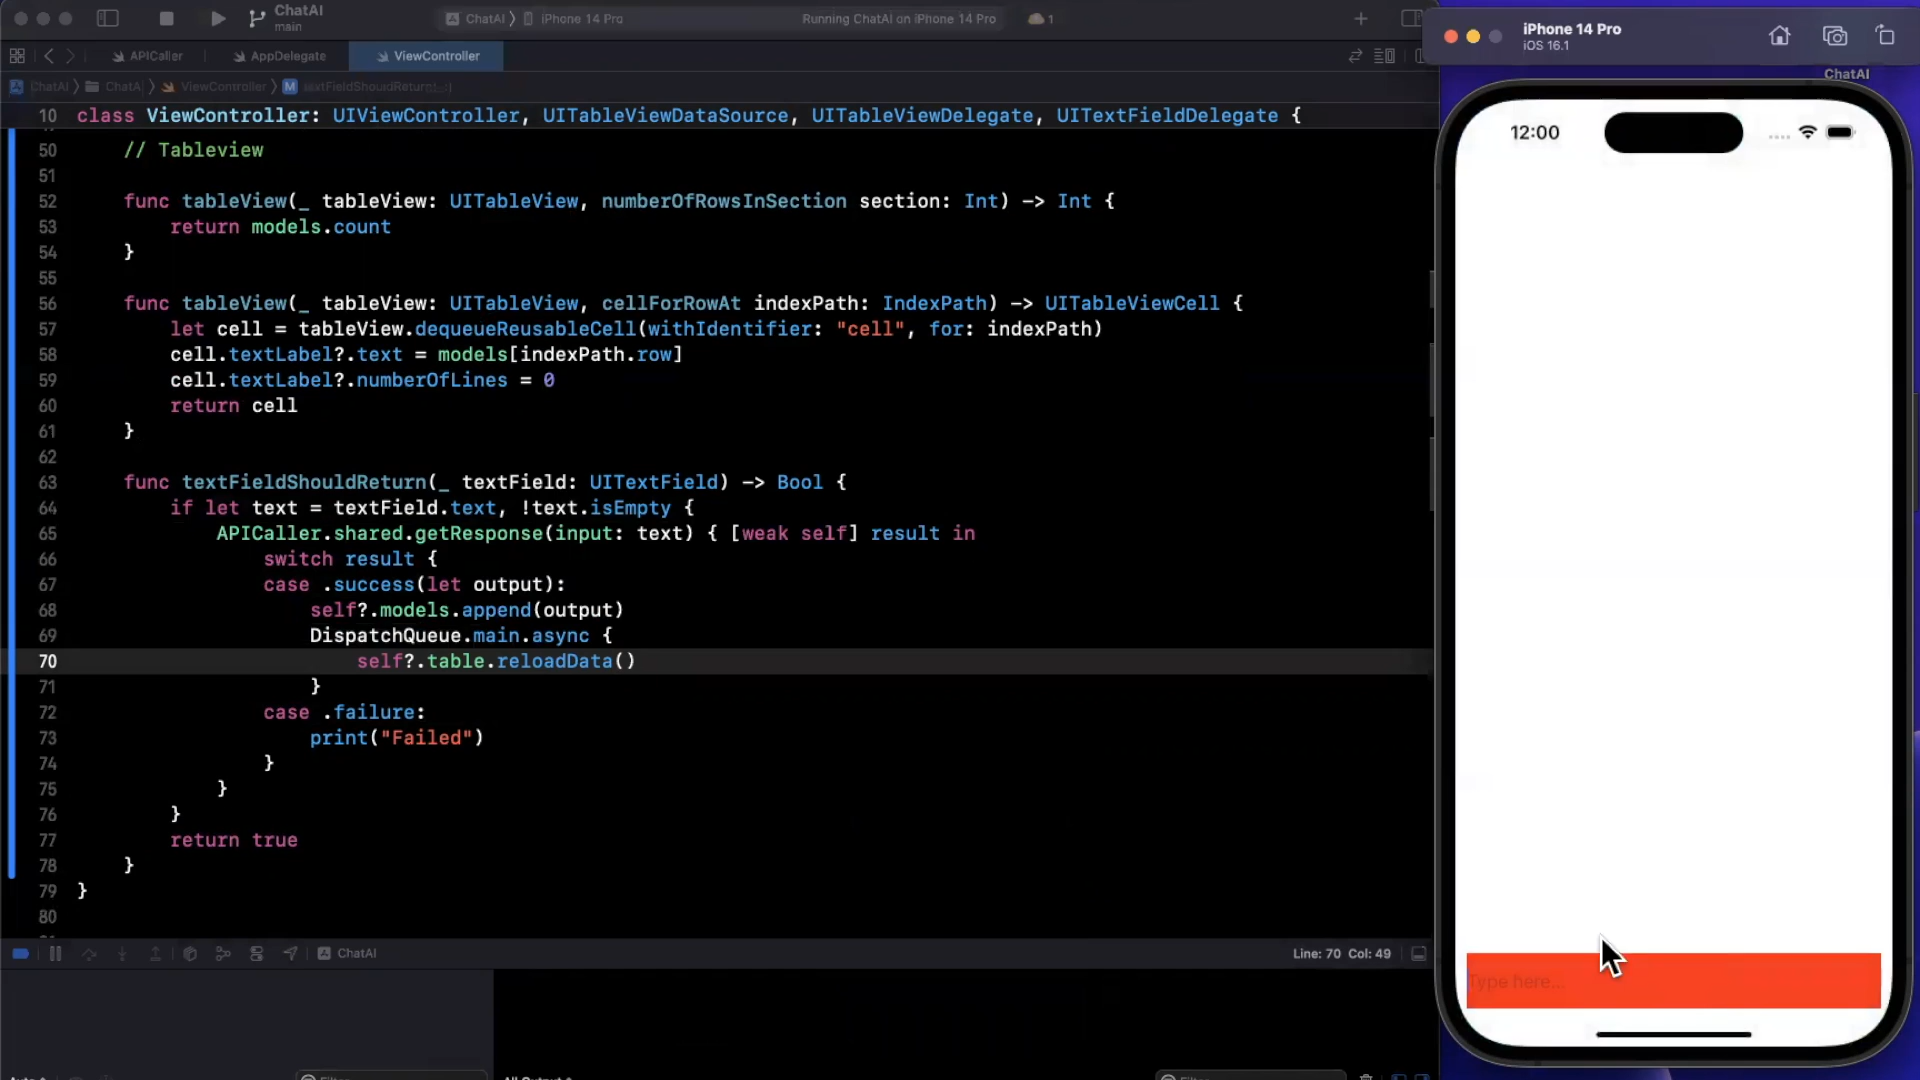 ChatAI
main
ChatAI 〉 iPhone 14 Pro
Running ChatAI on iPhone 14 Pro
1
APICaller
AppDelegate
ViewController
ChatAI 〉 ChatA 〉 ViewController 〉 M textFieldShouldReturn(_:)
10 class ViewController: UIViewController, UITableViewDataSource, UITableViewDelegate, UITextFieldDelegate {
50 // Tableview
51
52 func tableView(_ tableView: UITableView, numberOfRowsInSection section: Int) -> Int {
53 return models.count
54 }
55
56 func tableView(_ tableView: UITableView, cellForRowAt indexPath: IndexPath) -> UITableViewCell {
57 let cell = tableView.dequeueReusableCell(withIdentifier: "cell", for: indexPath)
58 cell.textLabel?.text = models[indexPath.row]
59 cell.textLabel?.numberOfLines = 0
60 return cell
61 }
62
63 func textFieldShouldReturn(_ textField: UITextField) -> Bool {
64 if let text = textField.text, !text.isEmpty {
65 APICaller.shared.getResponse(input: text) { [weak self] result in
66 switch result {
67 case .success(let output):
68 self?.models.append(output)
69 DispatchQueue.main.async {
70 self?.table.reloadData()
71 }
72 case .failure:
73 print("Failed")
74 }
75 }
76 }
77 return true
78 }
79 }
80
ChatAI
Line: 70 Col: 49
iPhone 14 Pro
iOS 16.1
ChatAI
12:00
Type here...